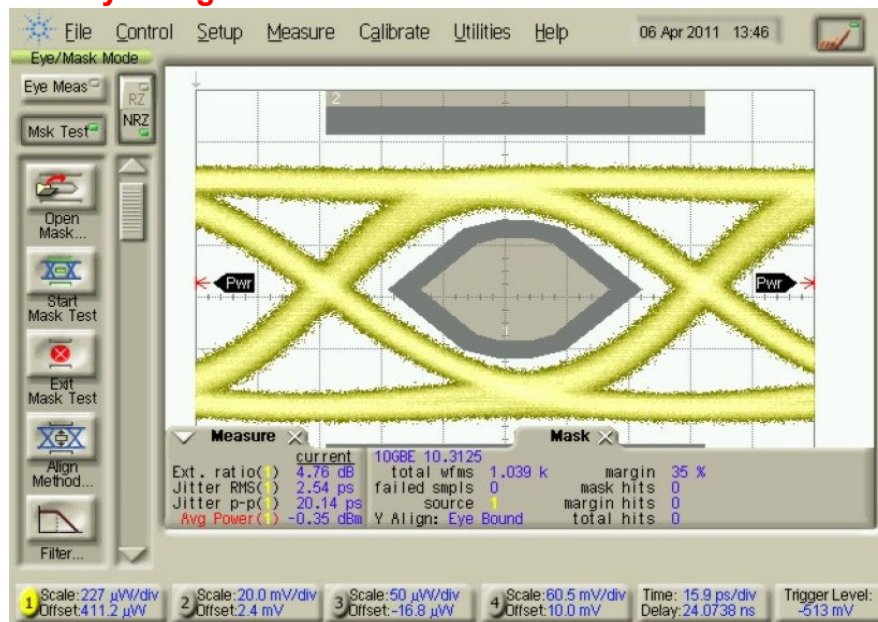 File Control Setup Measure Calibrate Utilities Help 06 Apr 2011 13:46
Eye/Mask Mode
Eye Meas
RZ
NRZ
Msk Test
Open
Mask...
Start
Mask Test
Exit
Mask Test
Align
Method...
Filter...
2
Pwr
Pwr
1
Measure
Mask
current
Ext. ratio(1) 4.76 dB
Jitter RMS(1) 2.54 ps
Jitter p-p(1) 20.14 ps
Avg Power(1) -0.35 dBm
10GBE 10.3125
total wfms 1.039 k margin 35 %
failed smpls 0 mask hits 0
source 1 margin hits 0
Y Align: Eye Bound total hits 0
1 Scale:227 µW/div
Offset:411.2 µW
2 Scale:20.0 mV/div
Offset:2.4 mV
3 Scale:50 µW/div
Offset:-16.8 µW
4 Scale:60.5 mV/div
Offset:10.0 mV
Time: 15.9 ps/div
Delay:24.0738 ns
Trigger Level:
-513 mV